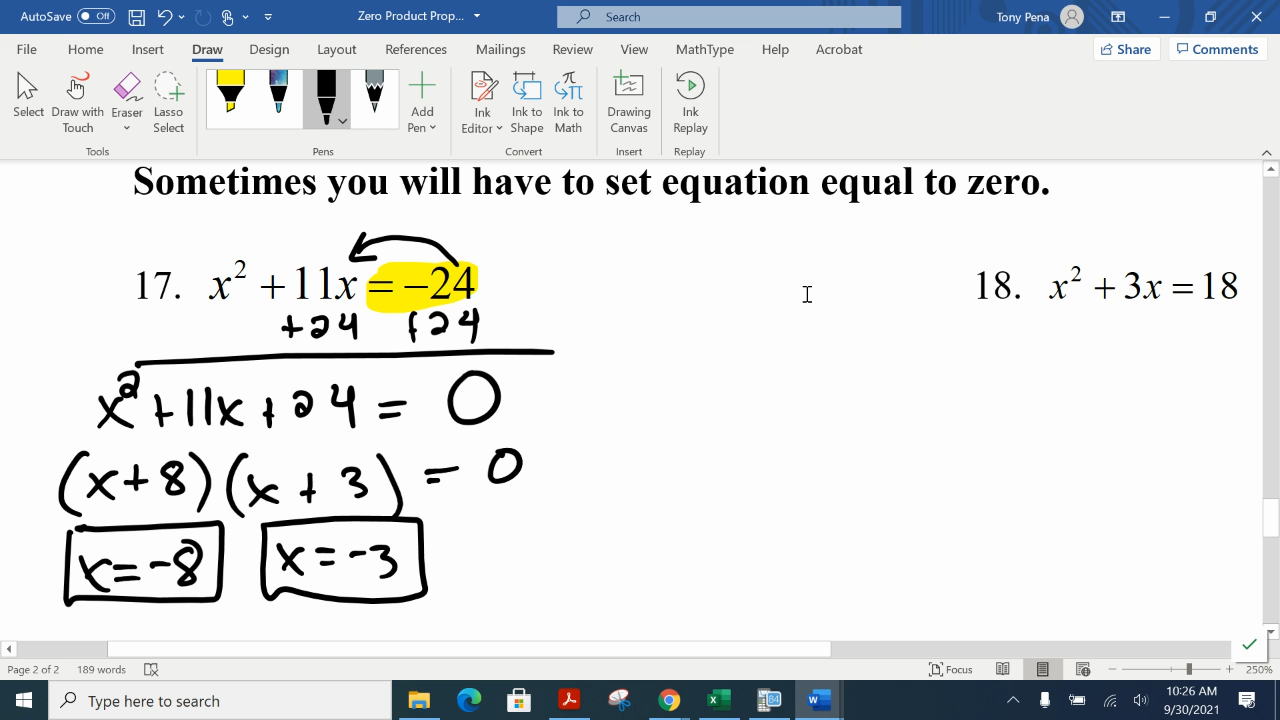 AutoSave Off Zero Product Prop... Search Tony Pena
File Home Insert Draw Design Layout References Mailings Review View MathType Help Acrobat Share Comments
Select Draw with Touch Eraser Lasso Select Add Pen Ink Editor Ink to Shape Ink to Math Drawing Canvas Ink Replay
Tools Pens Convert Insert Replay
Sometimes you will have to set equation equal to zero.
17. x² + 11x = −24
+24 +24
x² + 11x + 24 = 0
(x + 8)(x + 3) = 0
x = -8 x = -3
18. x² + 3x = 18
Page 2 of 2 189 words Focus 250%
Type here to search 84 10:26 AM
9/30/2021